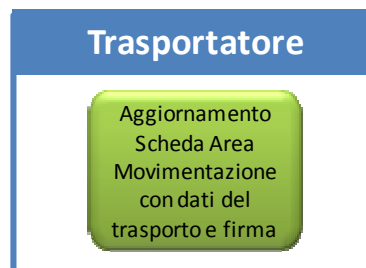 Trasportatore
Aggiornamento
Scheda Area
Movimentazione
con dati del
trasporto e firma